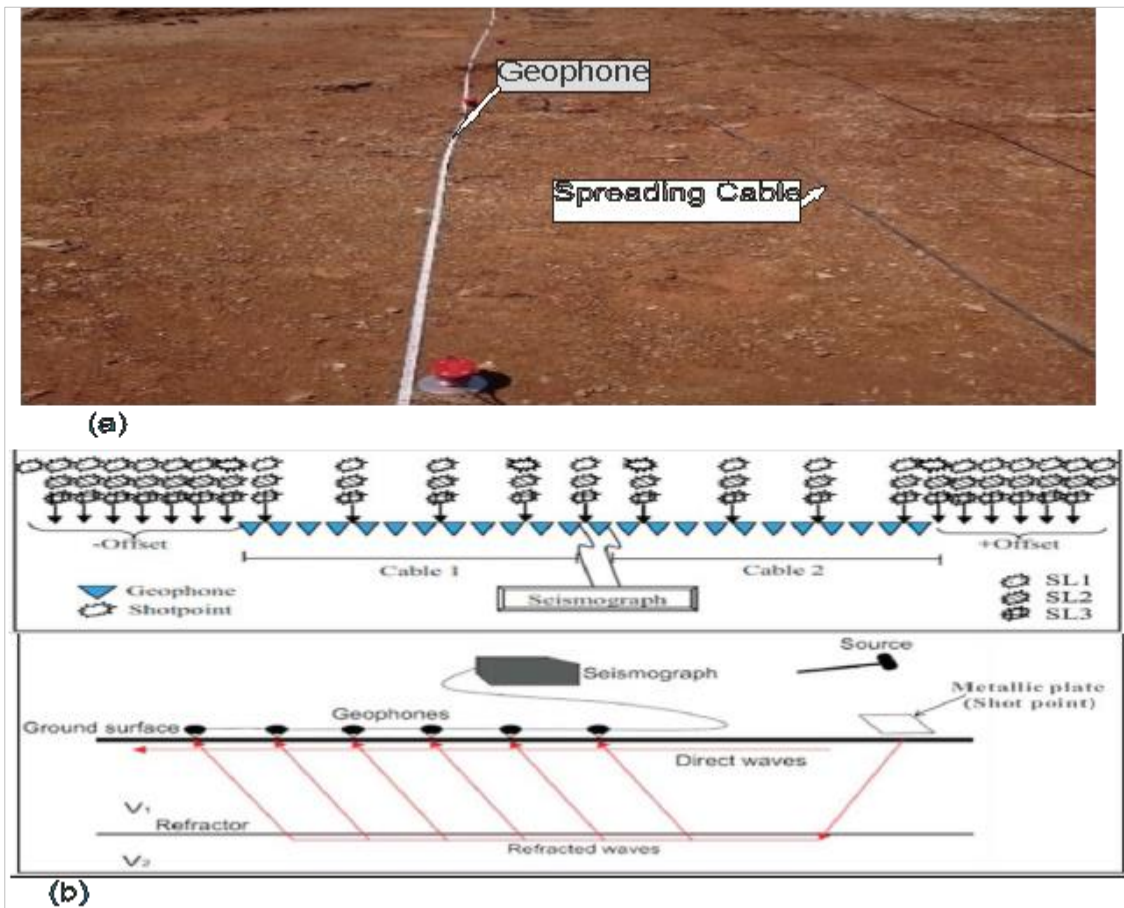 Geophone
Spreading Cable
(a)
-Offset
+Offset
Cable 1
Cable 2
Geophone
Shotpoint
Seismograph
SL1
SL2
SL3
Source
Seismograph
Metallic plate
(Shot point)
Geophones
Ground surface
Direct waves
V1
Refractor
Refracted waves
V2
(b)